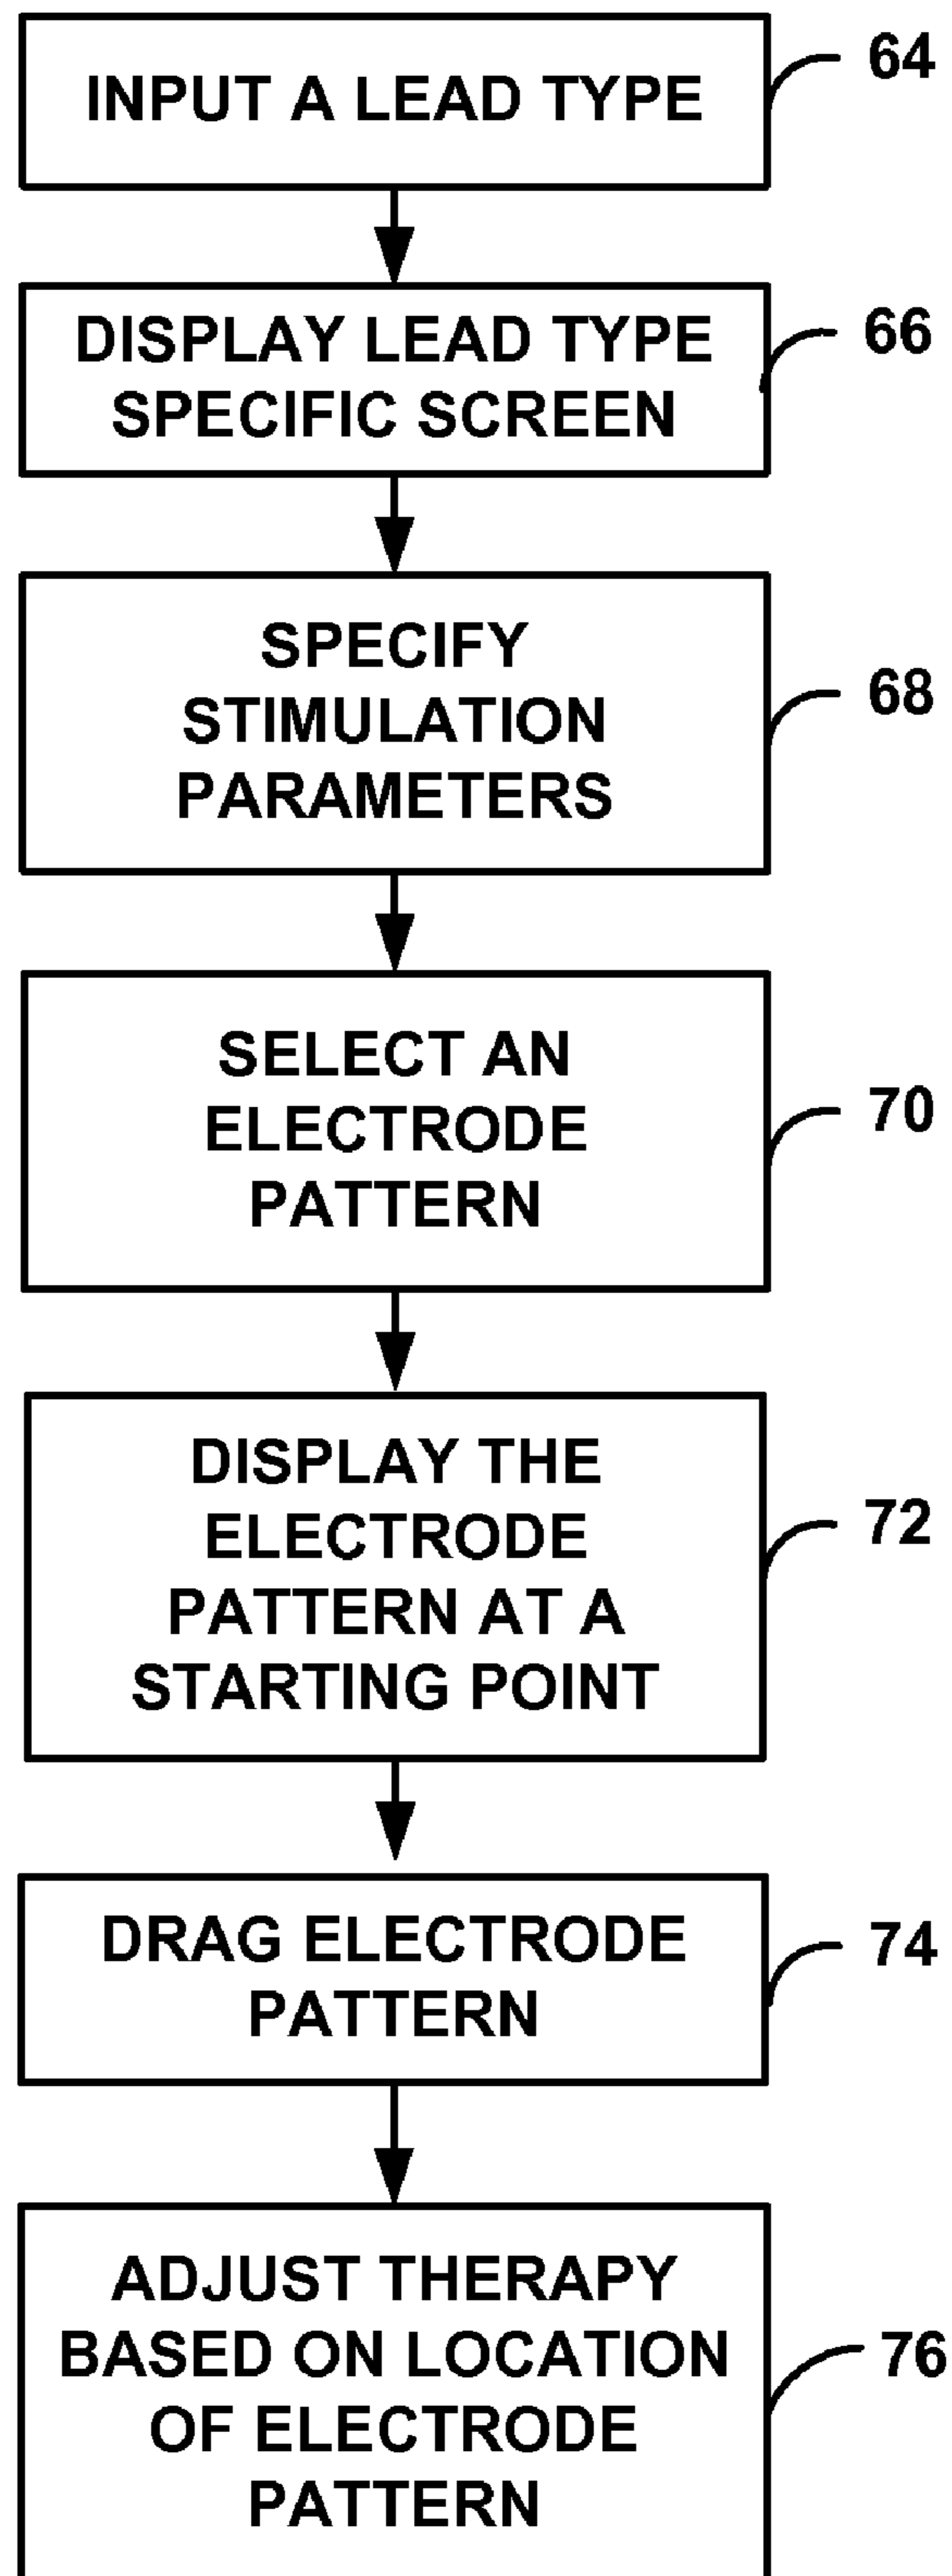 INPUT A LEAD TYPE
64
DISPLAY LEAD TYPE
SPECIFIC SCREEN
66
SPECIFY
STIMULATION
PARAMETERS
68
SELECT AN
ELECTRODE
PATTERN
70
DISPLAY THE
ELECTRODE
PATTERN AT A
STARTING POINT
72
DRAG ELECTRODE
PATTERN
74
ADJUST THERAPY
BASED ON LOCATION
OF ELECTRODE
PATTERN
76